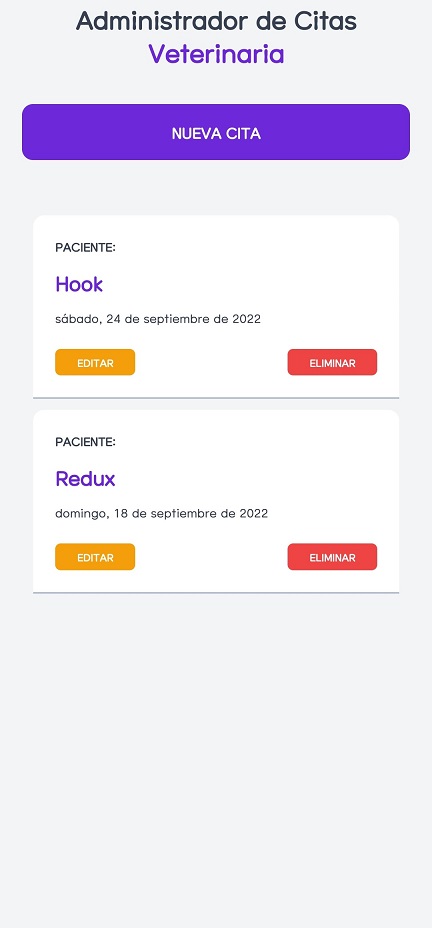 Administrador de Citas
Veterinaria
NUEVA CITA
PACIENTE:
Hook
sábado, 24 de septiembre de 2022
EDITAR ELIMINAR
PACIENTE:
Redux
domingo, 18 de septiembre de 2022
EDITAR ELIMINAR